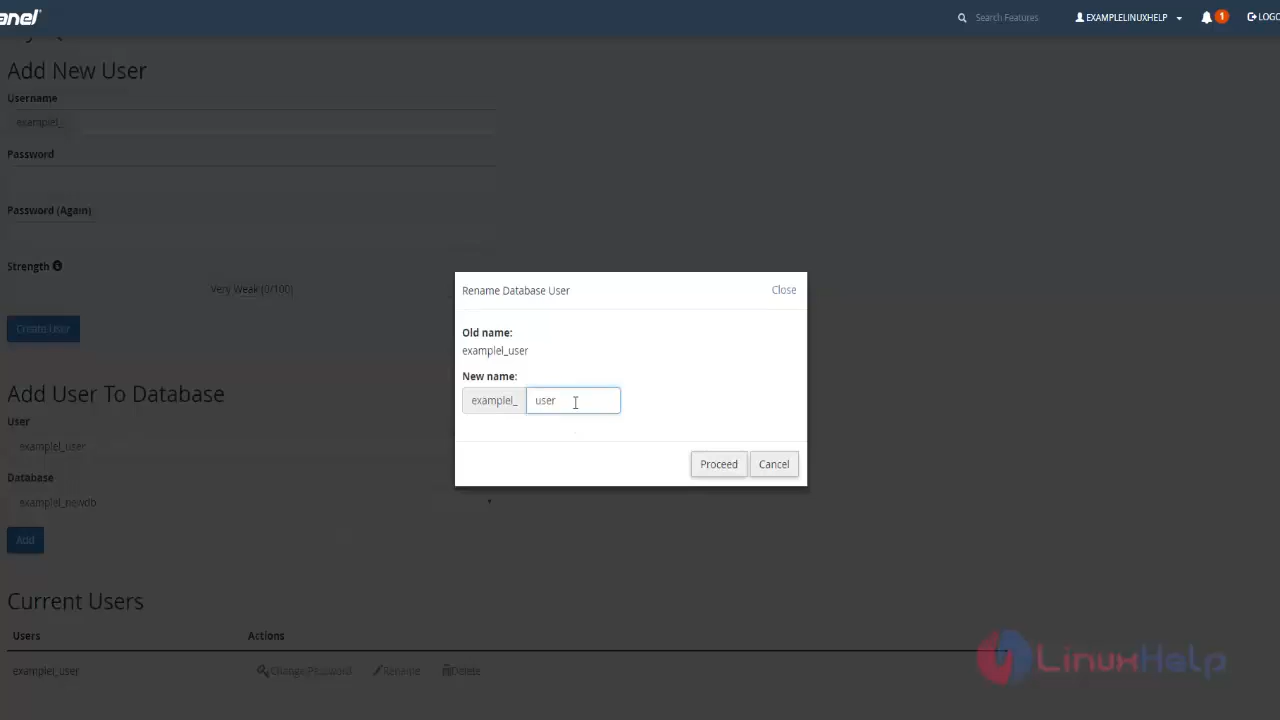 anel
Search Features
EXAMPLELINUXHELP
1
LOGO
Add New User
Username
examplel_
Password
Password (Again)
Strength
Very Weak (0/100)
Create User
Add User To Database
User
examplel_user
Database
examplel_newdb
Add
Current Users
Users Actions
examplel_user Change Password Rename Delete
Rename Database User Close
Old name:
examplel_user
New name:
examplel_ user
Proceed Cancel
LinuxHelp